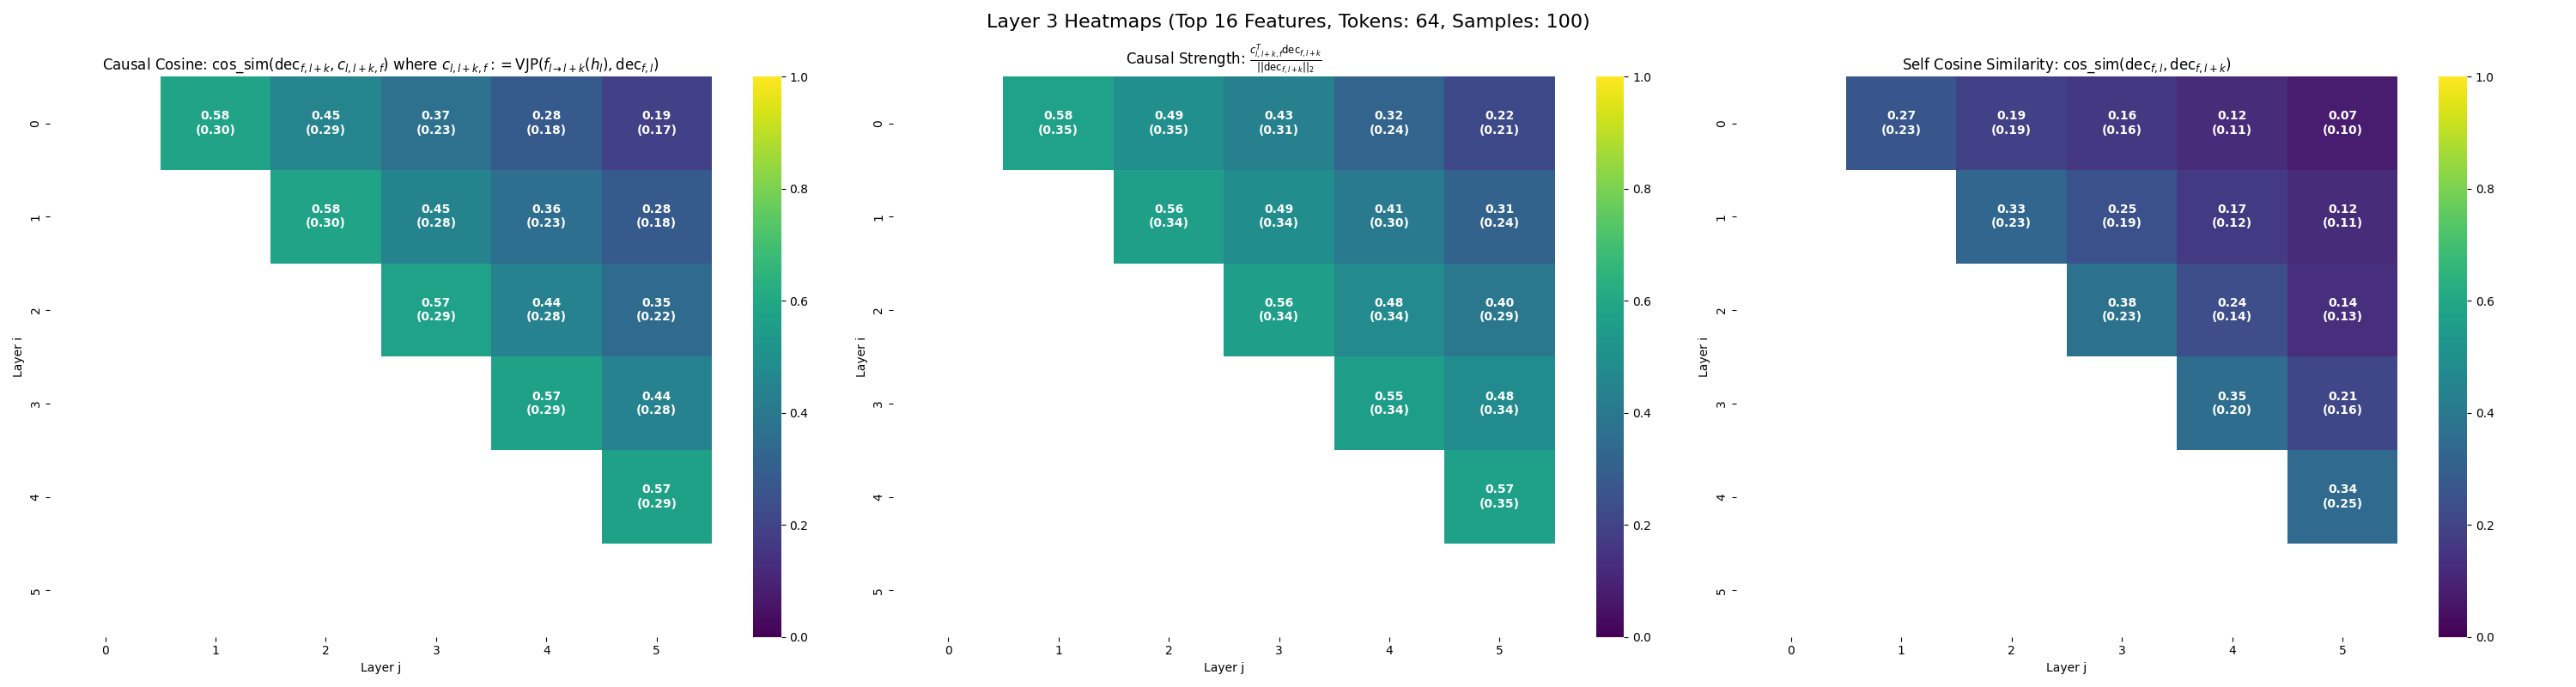 Layer 3 Heatmaps (Top 16 Features, Tokens: 64, Samples: 100)
Causal Cosine: cos_sim(dec_{f,l+k}, c_{l,l+k,f}) where c_{l,l+k,f} := VJP(f_{l→l+k}(h_l), dec_{f,l})
0.58 0.45 0.37 0.28 0.19
(0.30) (0.29) (0.23) (0.18) (0.17)
0.58 0.45 0.36 0.28
(0.30) (0.28) (0.23) (0.18)
0.57 0.44 0.35
(0.29) (0.28) (0.22)
0.57 0.44
(0.29) (0.28)
0.57
(0.29)
0
1
2
3
4
5
Layer i
0 1 2 3 4 5
Layer j
1.0
0.8
0.6
0.4
0.2
0.0
Causal Strength: c^T_{l,l+k,f} dec_{f,l+k} / ||dec_{f,l+k}||_2
0.58 0.49 0.43 0.32 0.22
(0.35) (0.35) (0.31) (0.24) (0.21)
0.56 0.49 0.41 0.31
(0.34) (0.34) (0.30) (0.24)
0.56 0.48 0.40
(0.34) (0.34) (0.29)
0.55 0.48
(0.34) (0.34)
0.57
(0.35)
0
1
2
3
4
5
Layer i
0 1 2 3 4 5
Layer j
1.0
0.8
0.6
0.4
0.2
0.0
Self Cosine Similarity: cos_sim(dec_{f,l}, dec_{f,l+k})
0.27 0.19 0.16 0.12 0.07
(0.23) (0.19) (0.16) (0.11) (0.10)
0.33 0.25 0.17 0.12
(0.23) (0.19) (0.12) (0.11)
0.38 0.24 0.14
(0.23) (0.14) (0.13)
0.35 0.21
(0.20) (0.16)
0.34
(0.25)
0
1
2
3
4
5
Layer i
0 1 2 3 4 5
Layer j
1.0
0.8
0.6
0.4
0.2
0.0